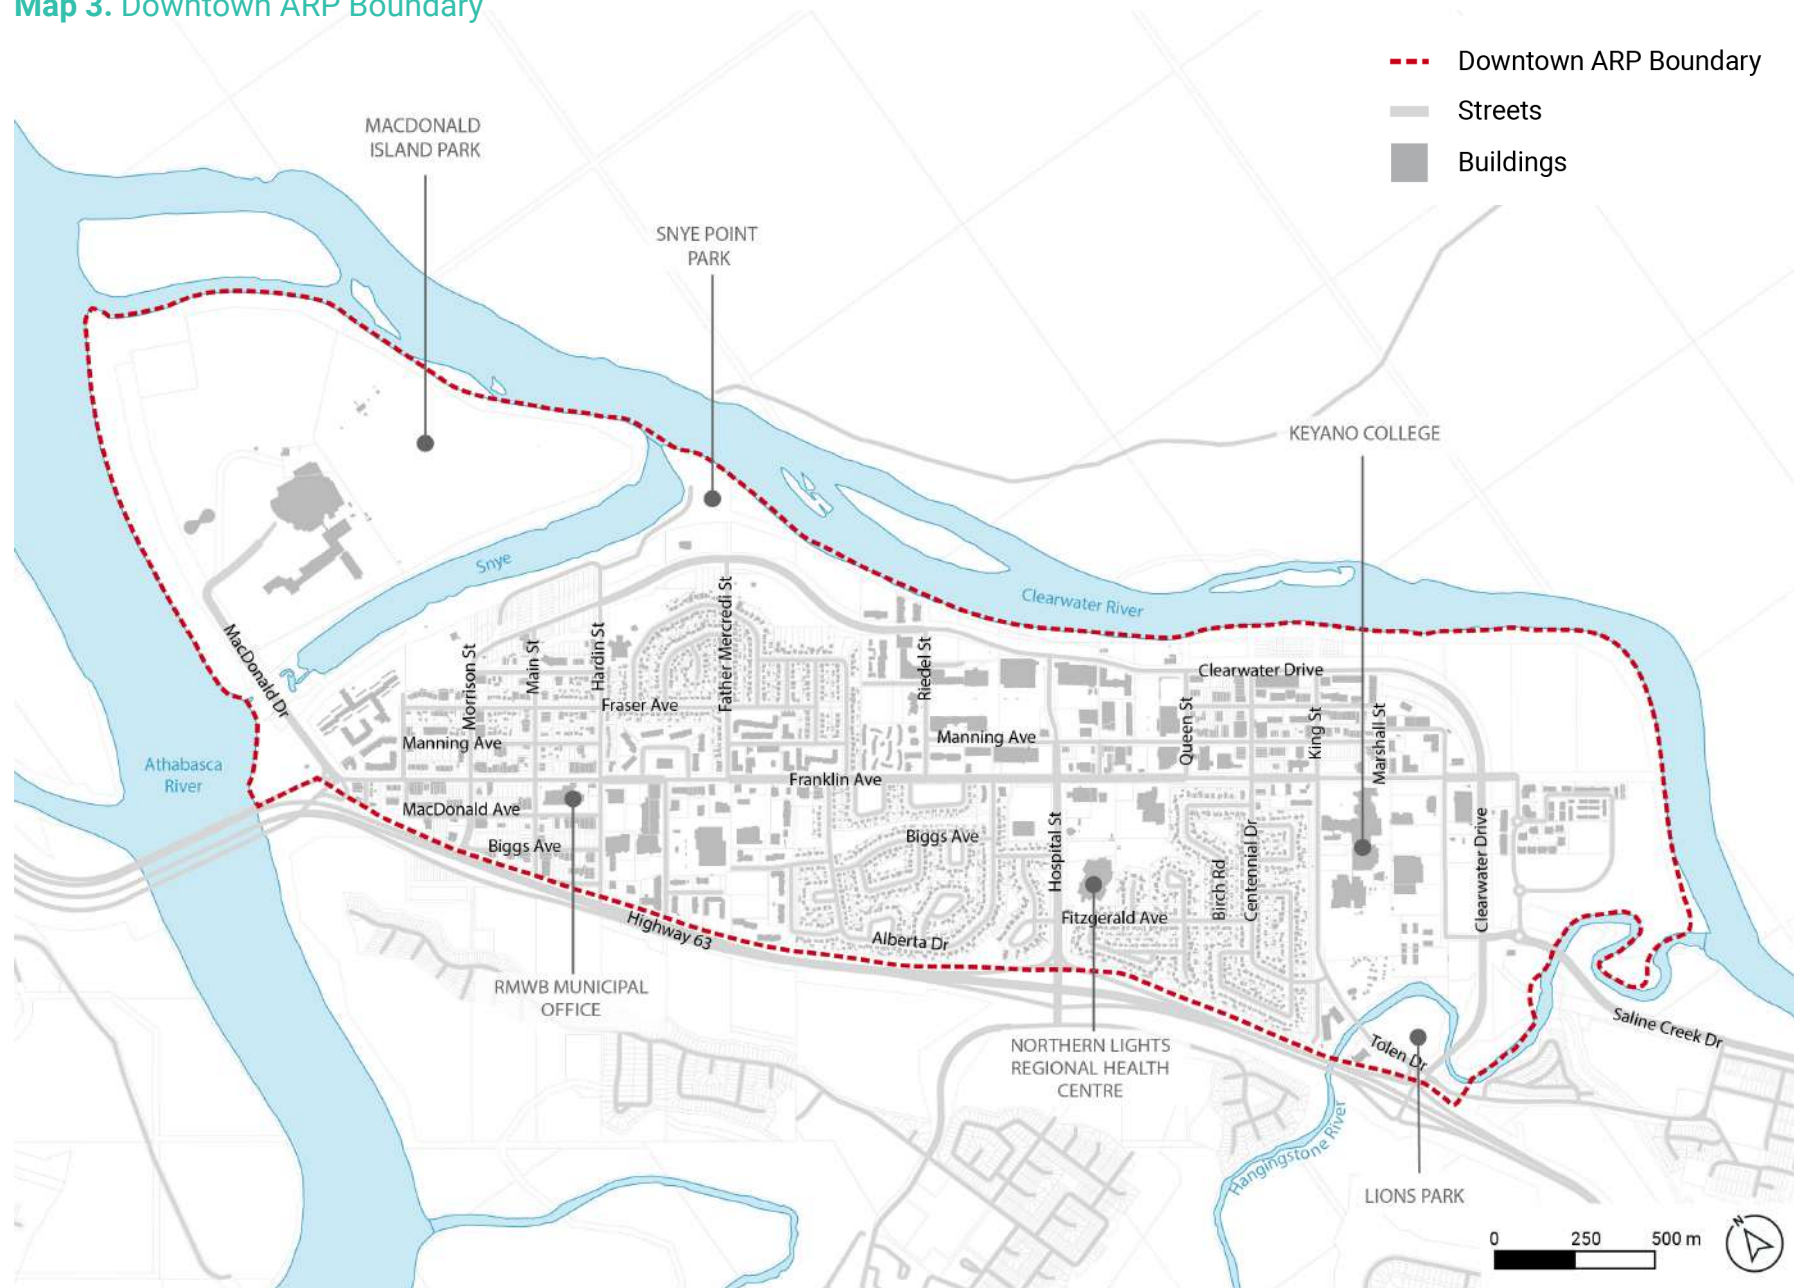 Map 3. Downtown ARP Boundary
Downtown ARP Boundary
Streets
Buildings
MACDONALD
ISLAND PARK
SNYE POINT
PARK
KEYANO COLLEGE
Snye
Clearwater River
MacDonald Dr
Morrison St
Main St
Hardin St
Father Mercredi St
Riedel St
Clearwater Drive
Fraser Ave
Queen St
King St
Marshall St
Manning Ave
Manning Ave
Athabasca
River
Franklin Ave
MacDonald Ave
Biggs Ave
Biggs Ave
Hospital St
Birch Rd
Centennial Dr
Clearwater Drive
Fitzgerald Ave
Alberta Dr
Highway 63
RMWB MUNICIPAL
OFFICE
NORTHERN LIGHTS
REGIONAL HEALTH
CENTRE
Tolen Dr
Saline Creek Dr
Hangingstone River
LIONS PARK
0 250 500 m
N